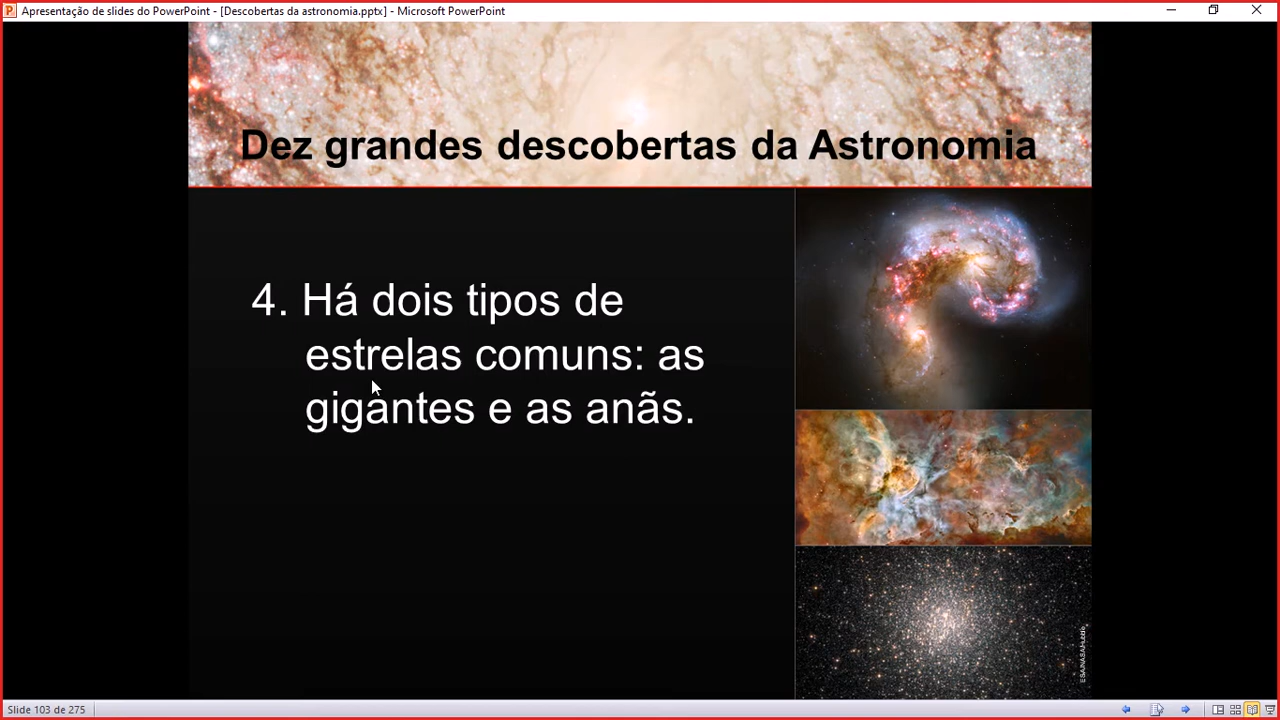 Apresentação de slides do PowerPoint - [Descobertas da astronomia.pptx] - Microsoft PowerPoint
Dez grandes descobertas da Astronomia
4. Há dois tipos de
estrelas comuns: as
gigantes e as anãs.
Slide 103 de 275